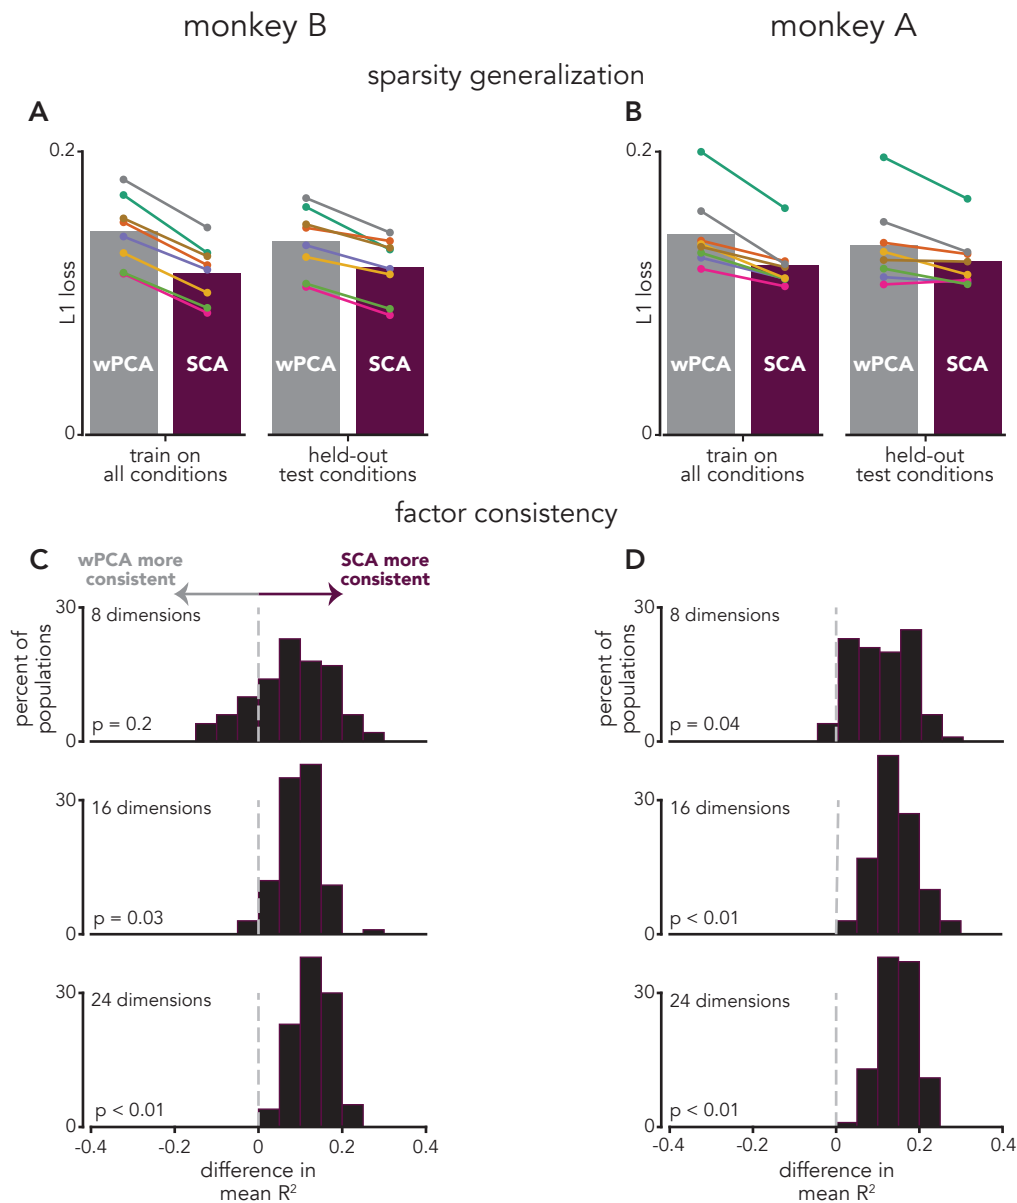 monkey B
monkey A
sparsity generalization
A
B
0.2
L1 loss
0
wPCA
SCA
wPCA
SCA
train on
all conditions
held-out
test conditions
0.2
L1 loss
0
wPCA
SCA
wPCA
SCA
train on
all conditions
held-out
test conditions
factor consistency
C
D
wPCA more
consistent
SCA more
consistent
30
8 dimensions
percent of
populations
p = 0.2
0
30
8 dimensions
percent of
populations
p = 0.04
0
30
16 dimensions
p = 0.03
0
30
16 dimensions
p < 0.01
0
30
24 dimensions
p < 0.01
0
30
24 dimensions
p < 0.01
0
-0.4
-0.2
0
0.2
0.4
difference in
mean R²
-0.4
-0.2
0
0.2
0.4
difference in
mean R²